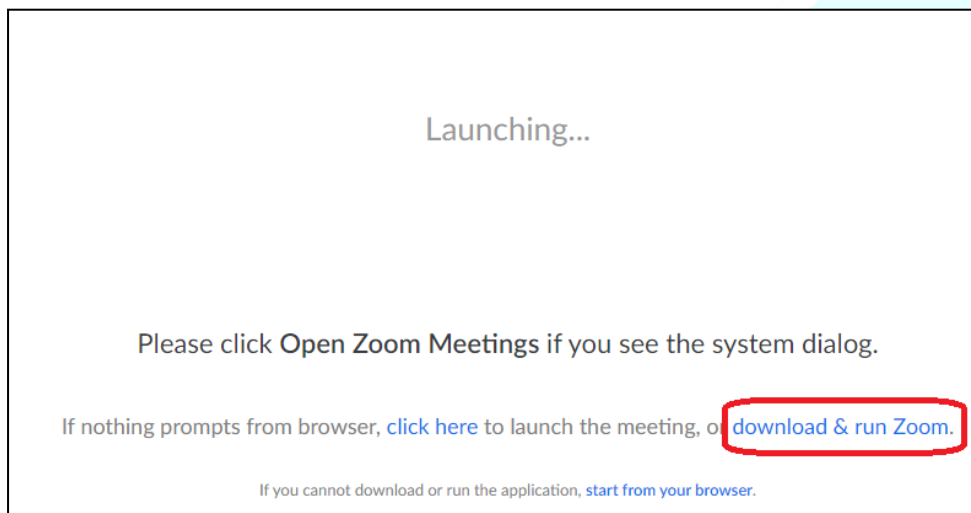 Launching...
Please click Open Zoom Meetings if you see the system dialog.
If nothing prompts from browser, click here to launch the meeting, or download & run Zoom.
If you cannot download or run the application, start from your browser.